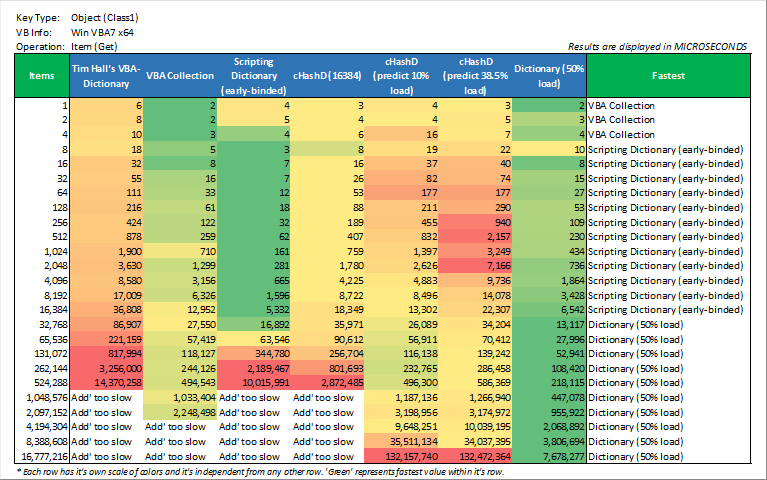 Key Type: Object (Class1)
VB Info: Win VBA7 x64
Operation: Item (Get)
Results are displayed in MICROSECONDS
Items Tim Hall's VBA-Dictionary VBA Collection Scripting Dictionary (early-binded) cHashD (16384) cHashD (predict 10% load) cHashD (predict 38.5% load) Dictionary (50% load) Fastest
1 6 2 4 3 4 3 2 VBA Collection
2 8 2 5 4 4 5 3 VBA Collection
4 10 3 4 6 16 7 4 VBA Collection
8 18 5 3 8 19 22 10 Scripting Dictionary (early-binded)
16 32 8 7 16 37 40 8 Scripting Dictionary (early-binded)
32 55 16 7 26 82 74 15 Scripting Dictionary (early-binded)
64 111 33 12 53 177 177 27 Scripting Dictionary (early-binded)
128 216 61 18 88 211 290 53 Scripting Dictionary (early-binded)
256 424 122 32 189 455 940 109 Scripting Dictionary (early-binded)
512 878 259 62 407 832 2,157 230 Scripting Dictionary (early-binded)
1,024 1,900 710 161 759 1,397 3,249 434 Scripting Dictionary (early-binded)
2,048 3,630 1,299 281 1,780 2,626 7,166 736 Scripting Dictionary (early-binded)
4,096 8,580 3,156 665 4,225 4,883 9,736 1,864 Scripting Dictionary (early-binded)
8,192 17,009 6,326 1,596 8,722 8,496 14,078 3,428 Scripting Dictionary (early-binded)
16,384 36,808 12,952 5,332 18,349 13,302 22,307 6,542 Scripting Dictionary (early-binded)
32,768 86,907 27,550 16,892 35,971 26,089 34,204 13,117 Dictionary (50% load)
65,536 221,159 57,419 63,546 90,612 56,911 70,412 27,996 Dictionary (50% load)
131,072 817,994 118,127 344,780 256,704 116,138 139,242 52,941 Dictionary (50% load)
262,144 3,256,000 244,126 2,189,467 801,693 232,765 286,458 108,420 Dictionary (50% load)
524,288 14,370,258 494,543 10,015,991 2,872,485 496,300 586,369 218,115 Dictionary (50% load)
1,048,576 Add' too slow 1,033,404 Add' too slow Add' too slow 1,187,136 1,266,940 447,078 Dictionary (50% load)
2,097,152 Add' too slow 2,248,498 Add' too slow Add' too slow 3,198,956 3,174,972 955,922 Dictionary (50% load)
4,194,304 Add' too slow Add' too slow Add' too slow Add' too slow 9,648,251 10,039,195 2,068,892 Dictionary (50% load)
8,388,608 Add' too slow Add' too slow Add' too slow Add' too slow 35,511,134 34,037,395 3,806,694 Dictionary (50% load)
16,777,216 Add' too slow Add' too slow Add' too slow Add' too slow 132,157,740 132,472,364 7,678,277 Dictionary (50% load)
* Each row has it's own scale of colors and it's independent from any other row. 'Green' represents fastest value within it's row.